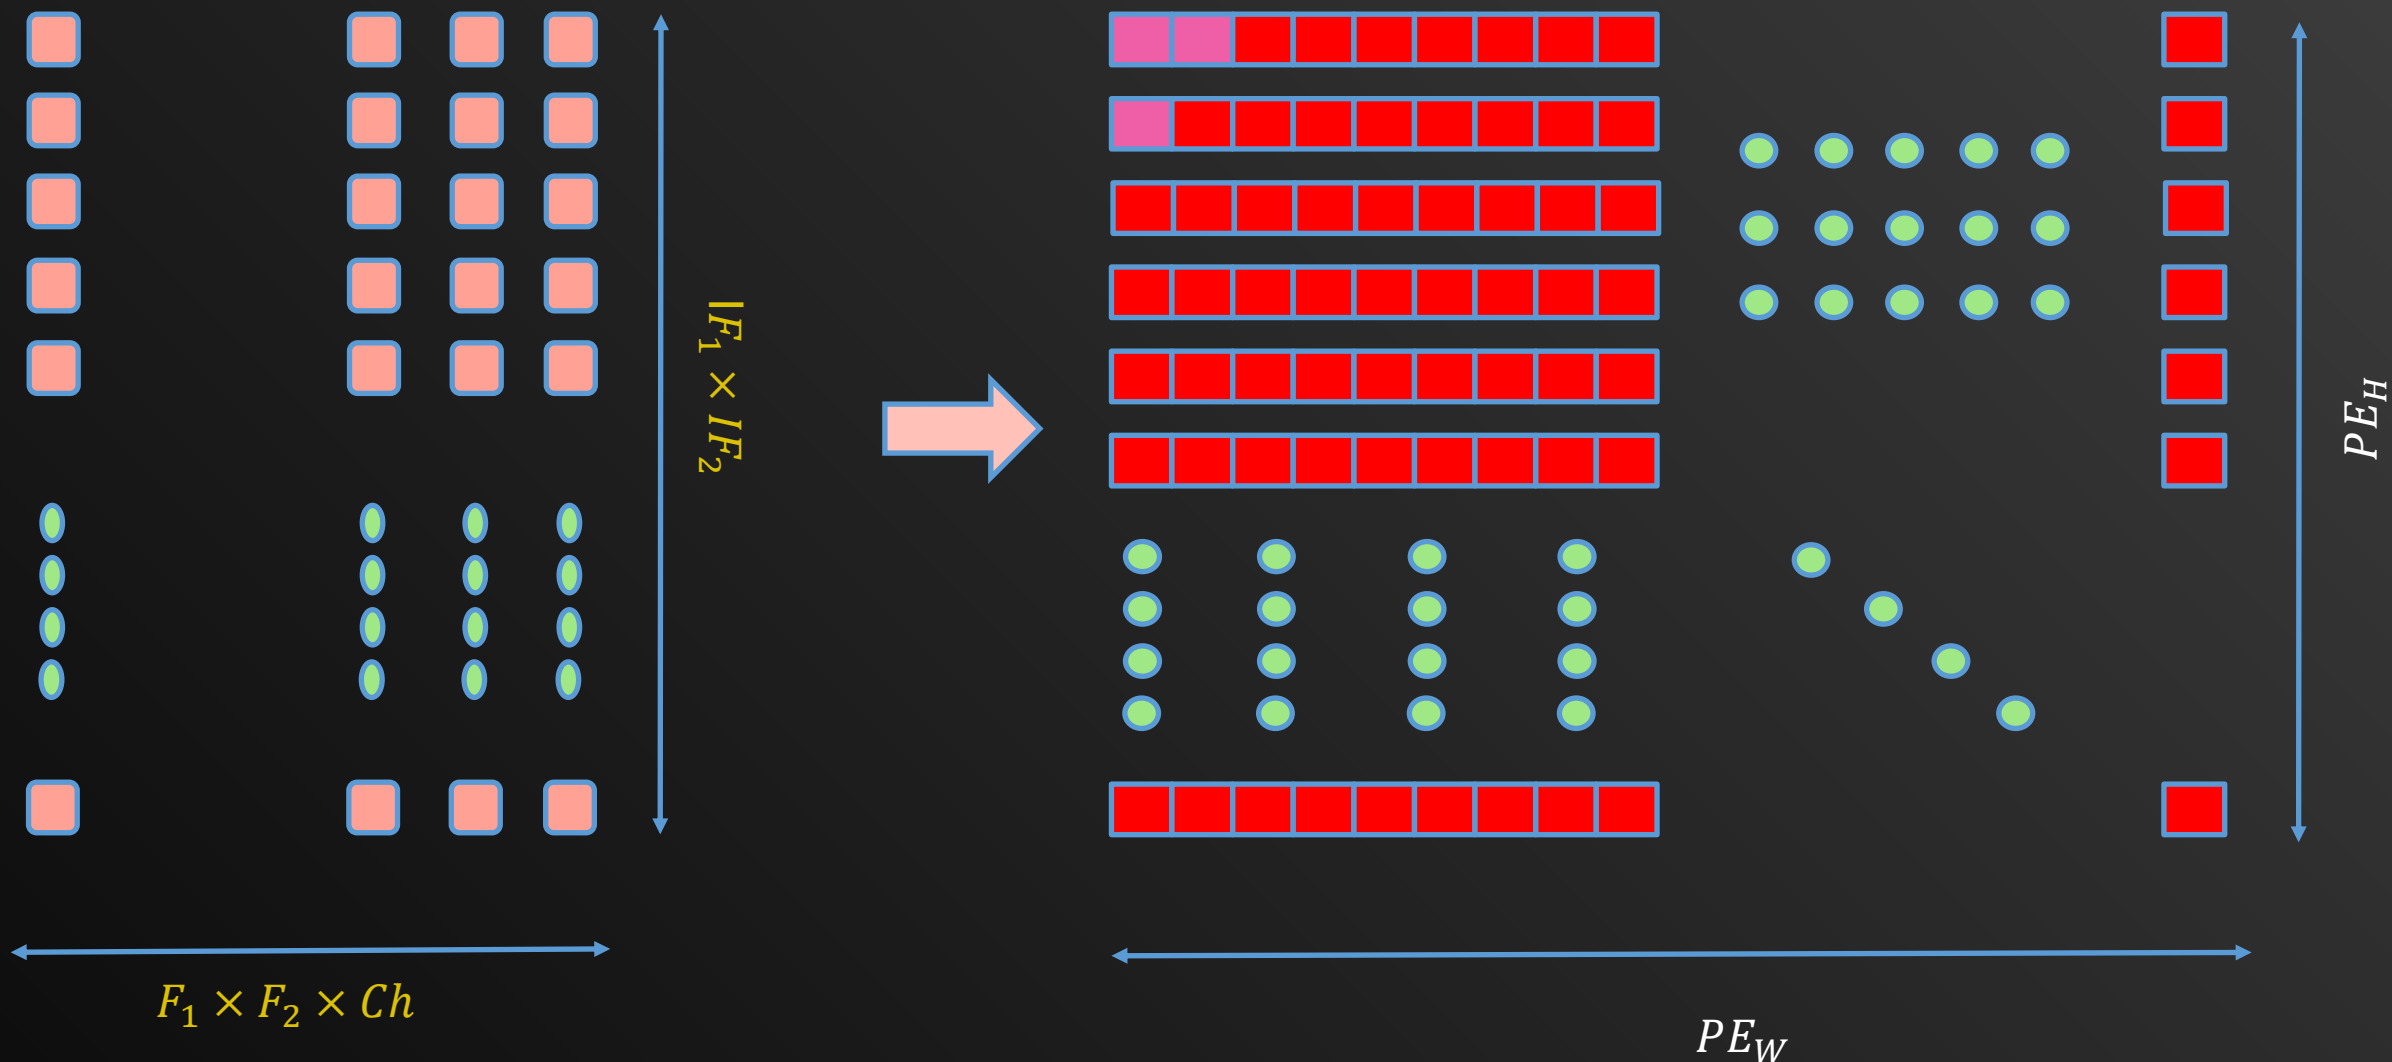 IF₁ × IF₂
PE_H
F₁ × F₂ × Ch
PE_W